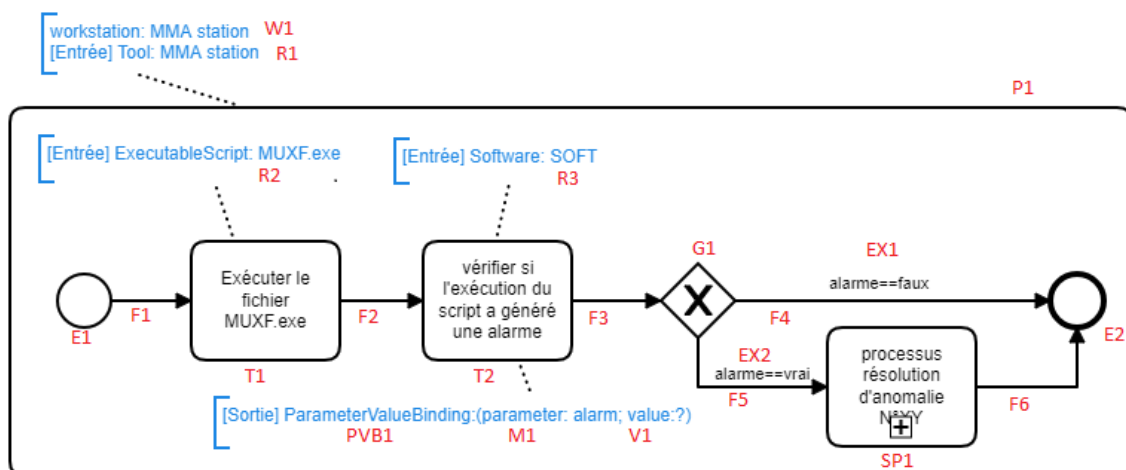 workstation: MMA station W1
[Entrée] Tool: MMA station R1
P1
[Entrée] ExecutableScript: MUXF.exe
R2
[Entrée] Software: SOFT
R3
G1
EX1
Exécuter le
fichier
MUXF.exe
vérifier si
l'exécution du
script a généré
une alarme
alarme==faux
E1
F1
F2
F3
F4
E2
T1
T2
EX2
alarme==vrai
F5
processus
résolution
d'anomalie
N°XY
F6
SP1
[Sortie] ParameterValueBinding:(parameter: alarm; value:?)
PVB1
M1
V1